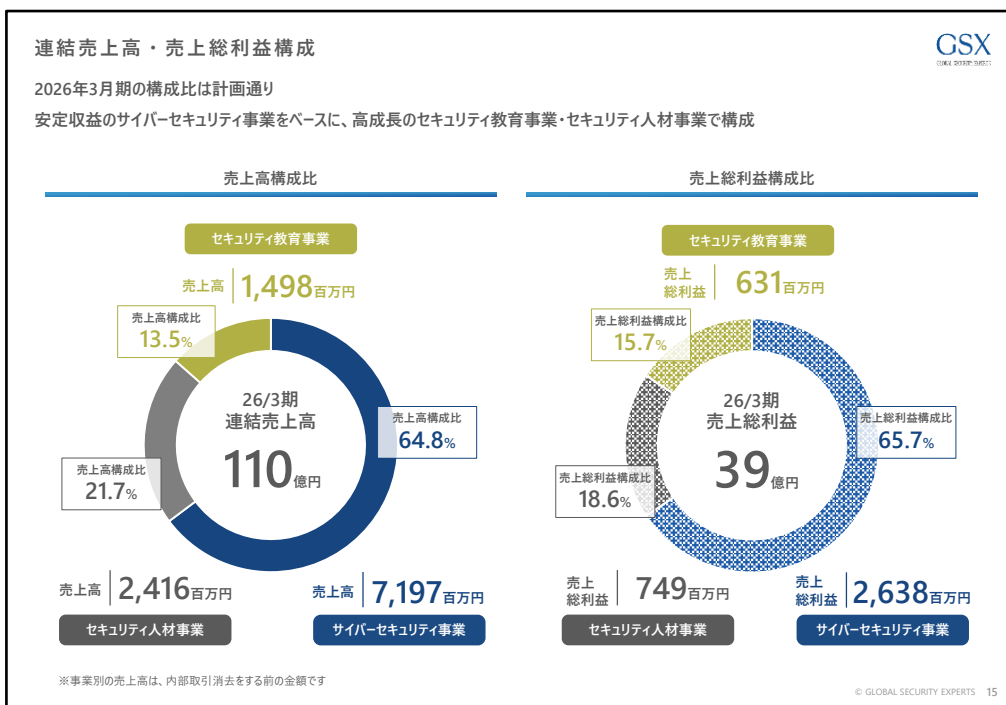 連結売上高・売上総利益構成
GSX
GLOBAL SECURITY EXPERTS
2026年3月期の構成比は計画通り
安定収益のサイバーセキュリティ事業をベースに、高成長のセキュリティ教育事業・セキュリティ人材事業で構成
売上高構成比
セキュリティ教育事業
売上高 1,498百万円
売上高構成比
13.5%
26/3期
連結売上高
110億円
売上高構成比
64.8%
売上高構成比
21.7%
売上高 2,416百万円
セキュリティ人材事業
売上高 7,197百万円
サイバーセキュリティ事業
売上総利益構成比
セキュリティ教育事業
売上
総利益 631百万円
売上総利益構成比
15.7%
26/3期
売上総利益
39億円
売上総利益構成比
65.7%
売上総利益構成比
18.6%
売上
総利益 749百万円
セキュリティ人材事業
売上
総利益 2,638百万円
サイバーセキュリティ事業
※事業別の売上高は、内部取引消去をする前の金額です
© GLOBAL SECURITY EXPERTS 15